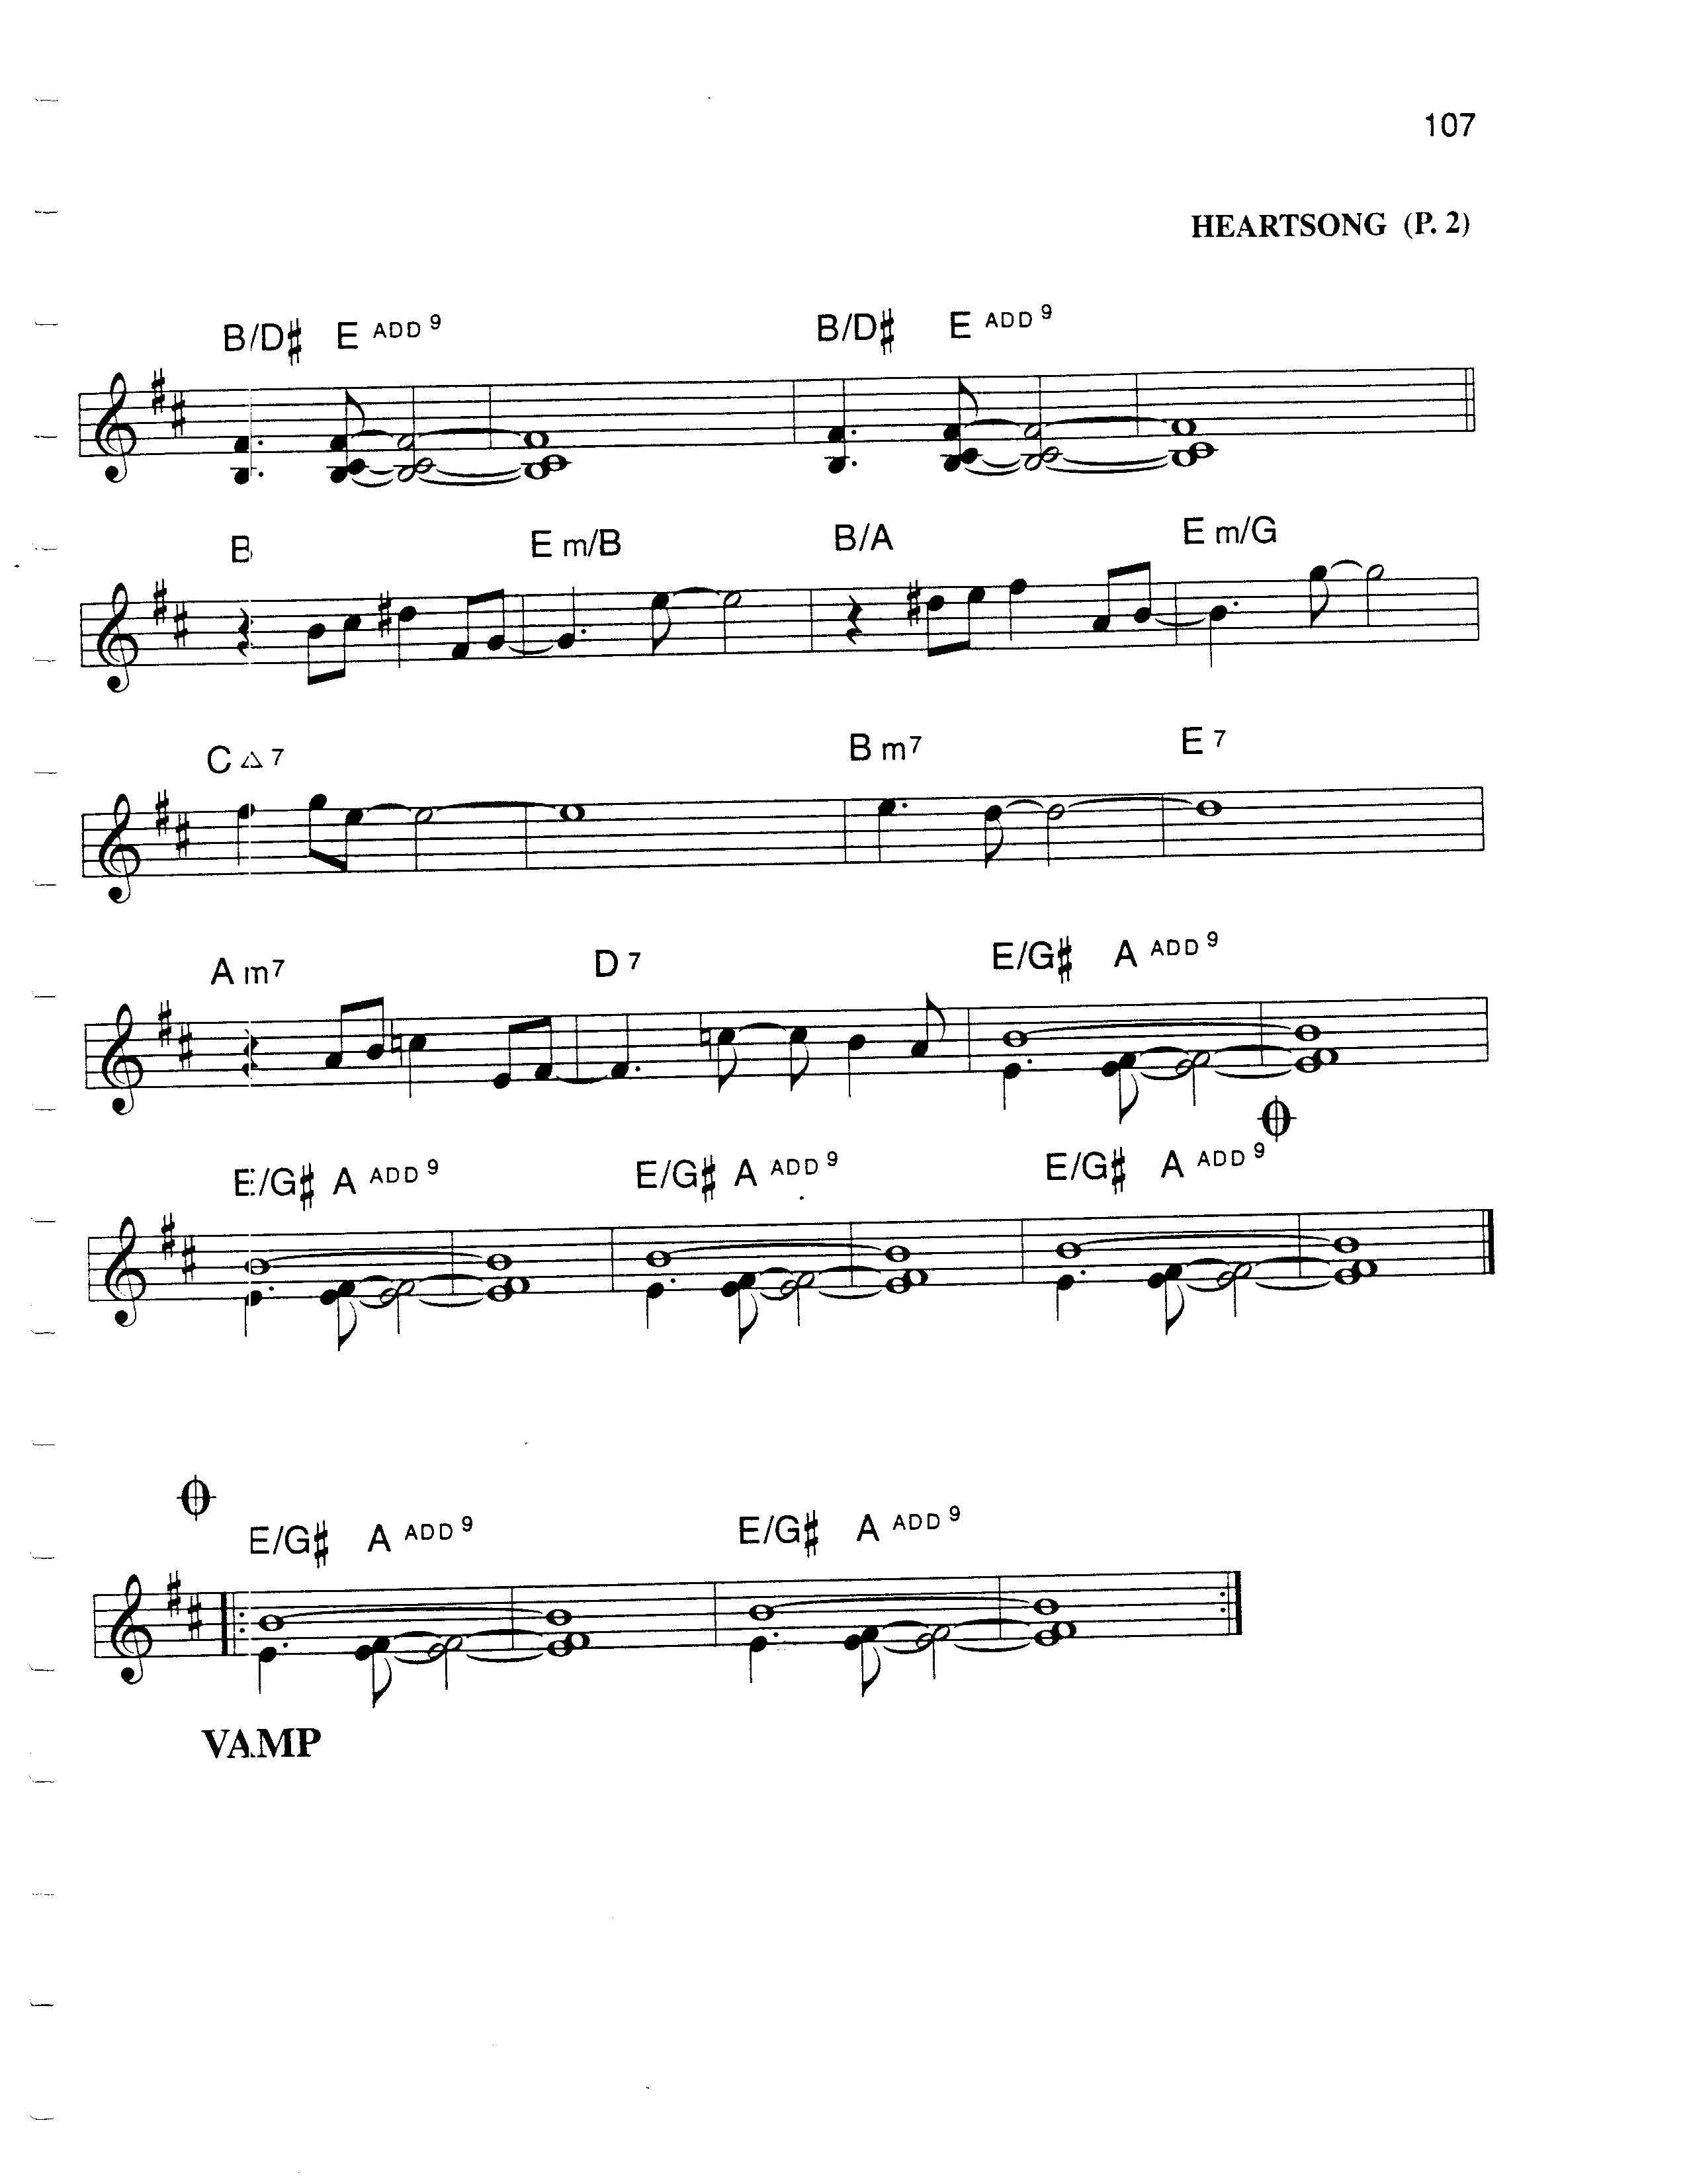 107
HEARTSONG (P. 2)
B/D♯ E ADD 9 B/D♯ E ADD 9
B E m/B B/A E m/G
C △ 7 B m7 E 7
A m7 D 7 E/G♯ A ADD 9
E/G♯ A ADD 9 E/G♯ A ADD 9 E/G♯ A ADD 9
E/G♯ A ADD 9 E/G♯ A ADD 9
VAMP